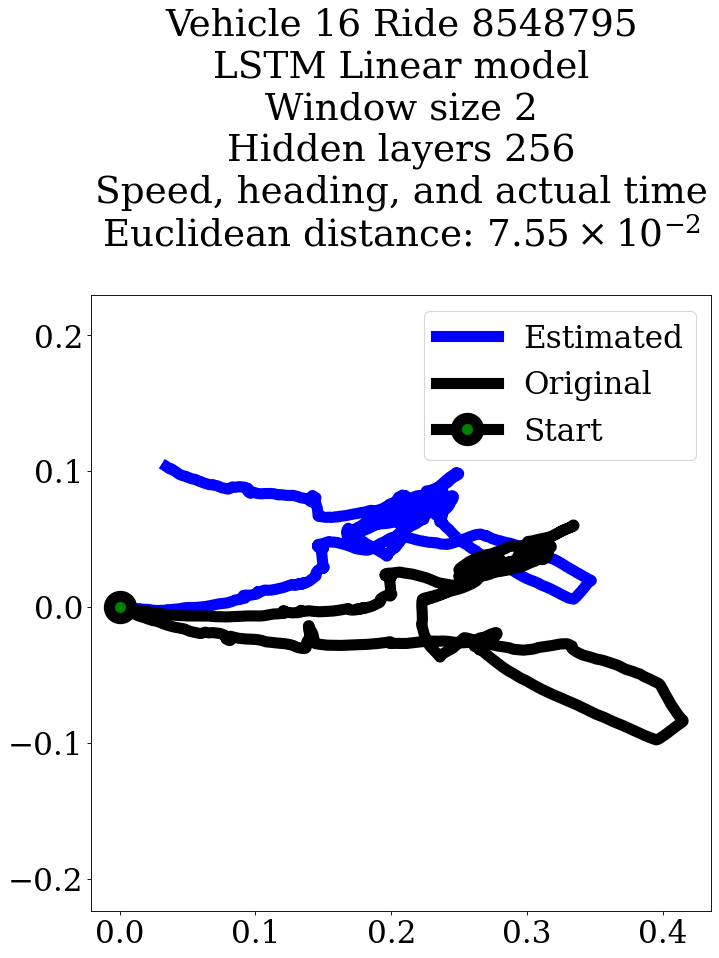 Vehicle 16 Ride 8548795
LSTM Linear model
Window size 2
Hidden layers 256
Speed, heading, and actual time
Euclidean distance: 7.55 × 10⁻²
Estimated
Original
Start
0.2
0.1
0.0
−0.1
−0.2
0.0 0.1 0.2 0.3 0.4